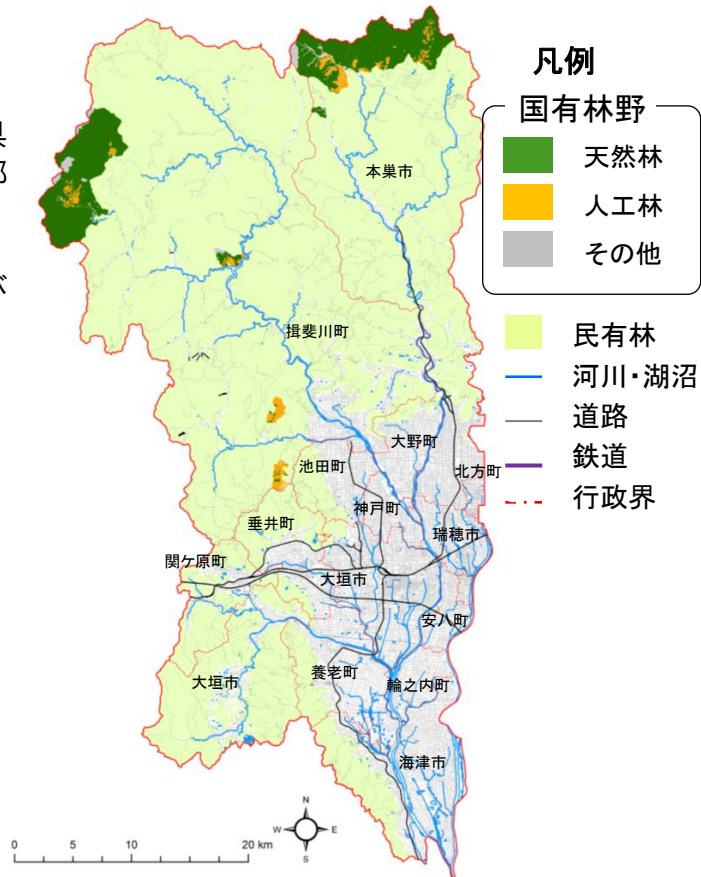 県
部
が
凡例
国有林野
天然林
人工林
その他
民有林
河川・湖沼
道路
鉄道
行政界
本巣市
揖斐川町
大野町
池田町
北方町
神戸町
垂井町
瑞穂市
関ケ原町
大垣市
安八町
養老町
大垣市
輪之内町
海津市
N
W E
S
0 5 10 20 km